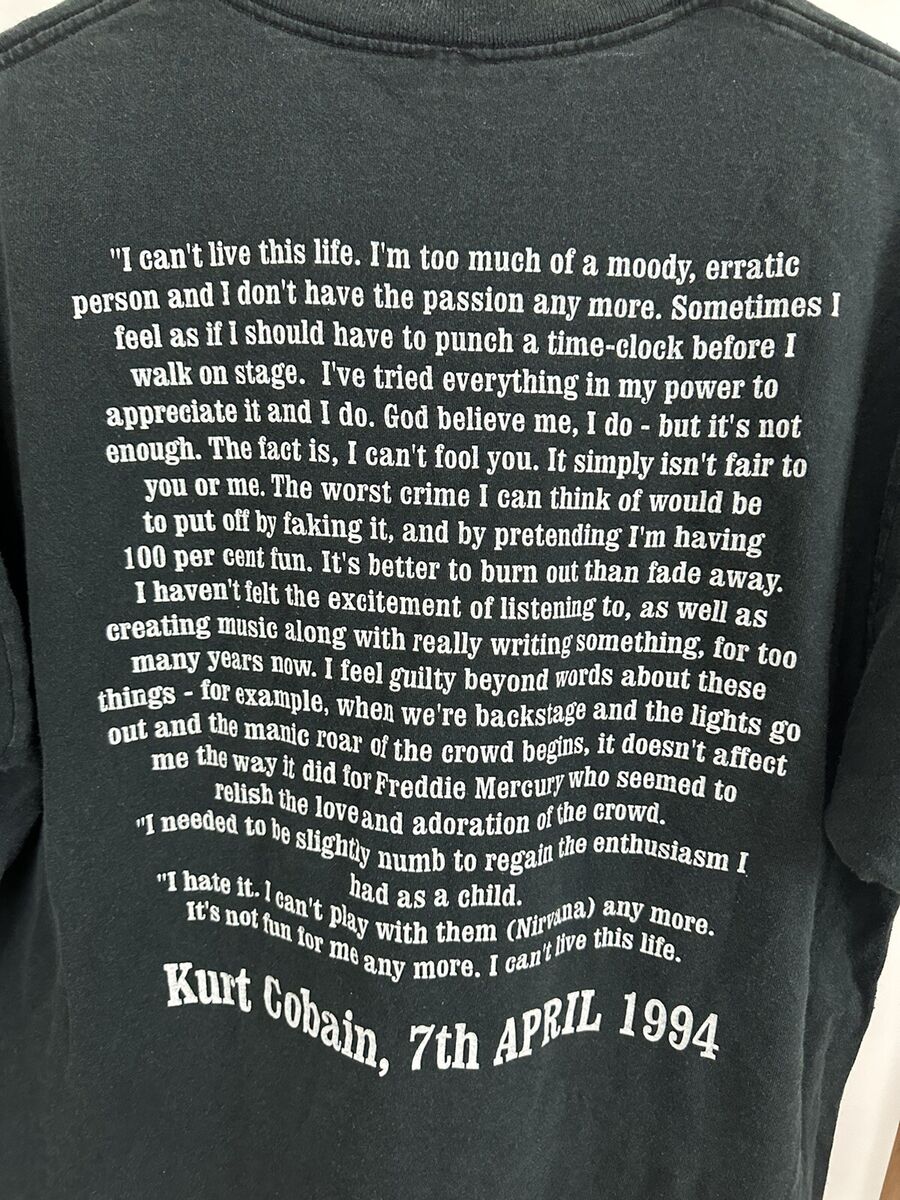 "I can't live this life. I'm too much of a moody, erratic
person and I don't have the passion any more. Sometimes I
feel as if I should have to punch a time-clock before I
walk on stage. I've tried everything in my power to
appreciate it and I do. God believe me, I do - but it's not
enough. The fact is, I can't fool you. It simply isn't fair to
you or me. The worst crime I can think of would be
to put off by faking it, and by pretending I'm having
100 per cent fun. It's better to burn out than fade away.
I haven't felt the excitement of listening to, as well as
creating music along with really writing something, for too
many years now. I feel guilty beyond words about these
things - for example, when we're backstage and the lights go
out and the manic roar of the crowd begins, it doesn't affect
me the way it did for Freddie Mercury who seemed to
relish the love and adoration of the crowd.
"I needed to be slightly numb to regain the enthusiasm I
had as a child.
"I hate it. I can't play with them (Nirvana) any more.
It's not fun for me any more. I can't live this life.
Kurt Cobain, 7th APRIL 1994